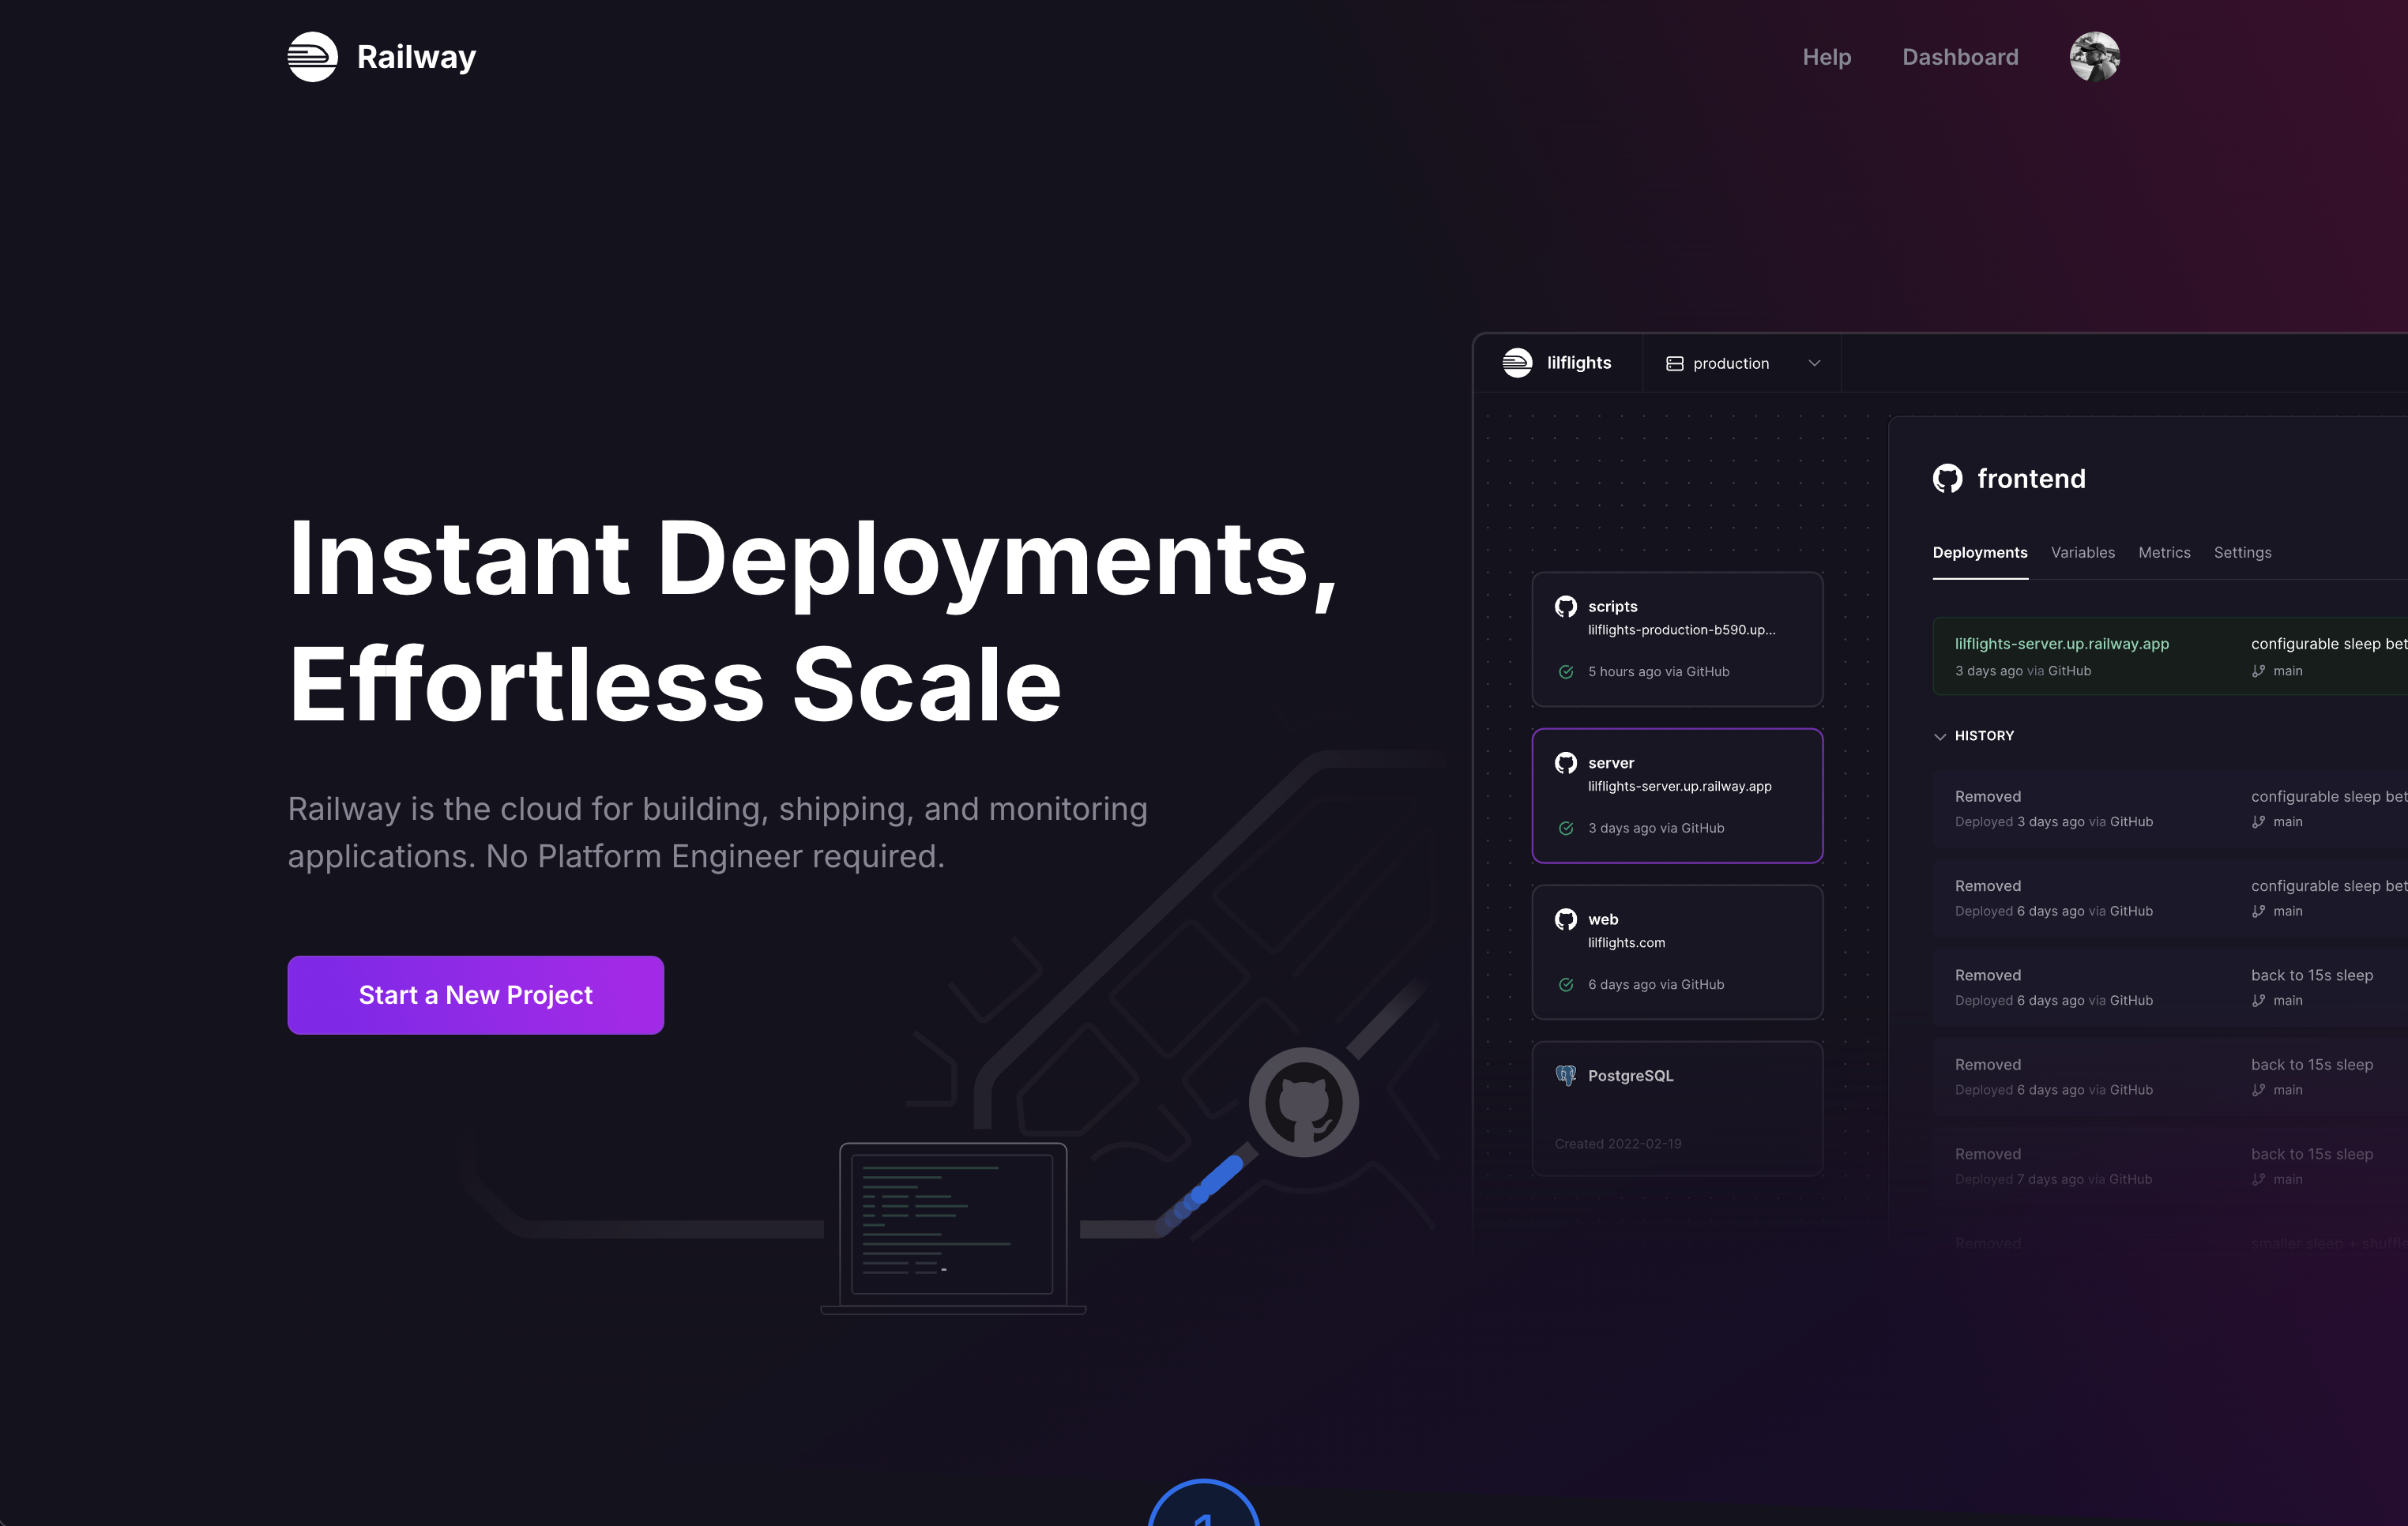 Railway
Help
Dashboard
Instant Deployments,
Effortless Scale
Railway is the cloud for building, shipping, and monitoring
applications. No Platform Engineer required.
Start a New Project
lilflights
production
scripts
lilflights-production-b590.up...
5 hours ago via GitHub
server
lilflights-server.up.railway.app
3 days ago via GitHub
web
lilflights.com
6 days ago via GitHub
PostgreSQL
Created 2022-02-19
frontend
Deployments Variables Metrics Settings
lilflights-server.up.railway.app
3 days ago via GitHub
configurable sleep bet
main
HISTORY
Removed
Deployed 3 days ago via GitHub
configurable sleep bet
main
Removed
Deployed 6 days ago via GitHub
configurable sleep bet
main
Removed
Deployed 6 days ago via GitHub
back to 15s sleep
main
Removed
Deployed 6 days ago via GitHub
back to 15s sleep
main
Removed
Deployed 7 days ago via GitHub
back to 15s sleep
main
Removed
smaller sleep + shuffle
1